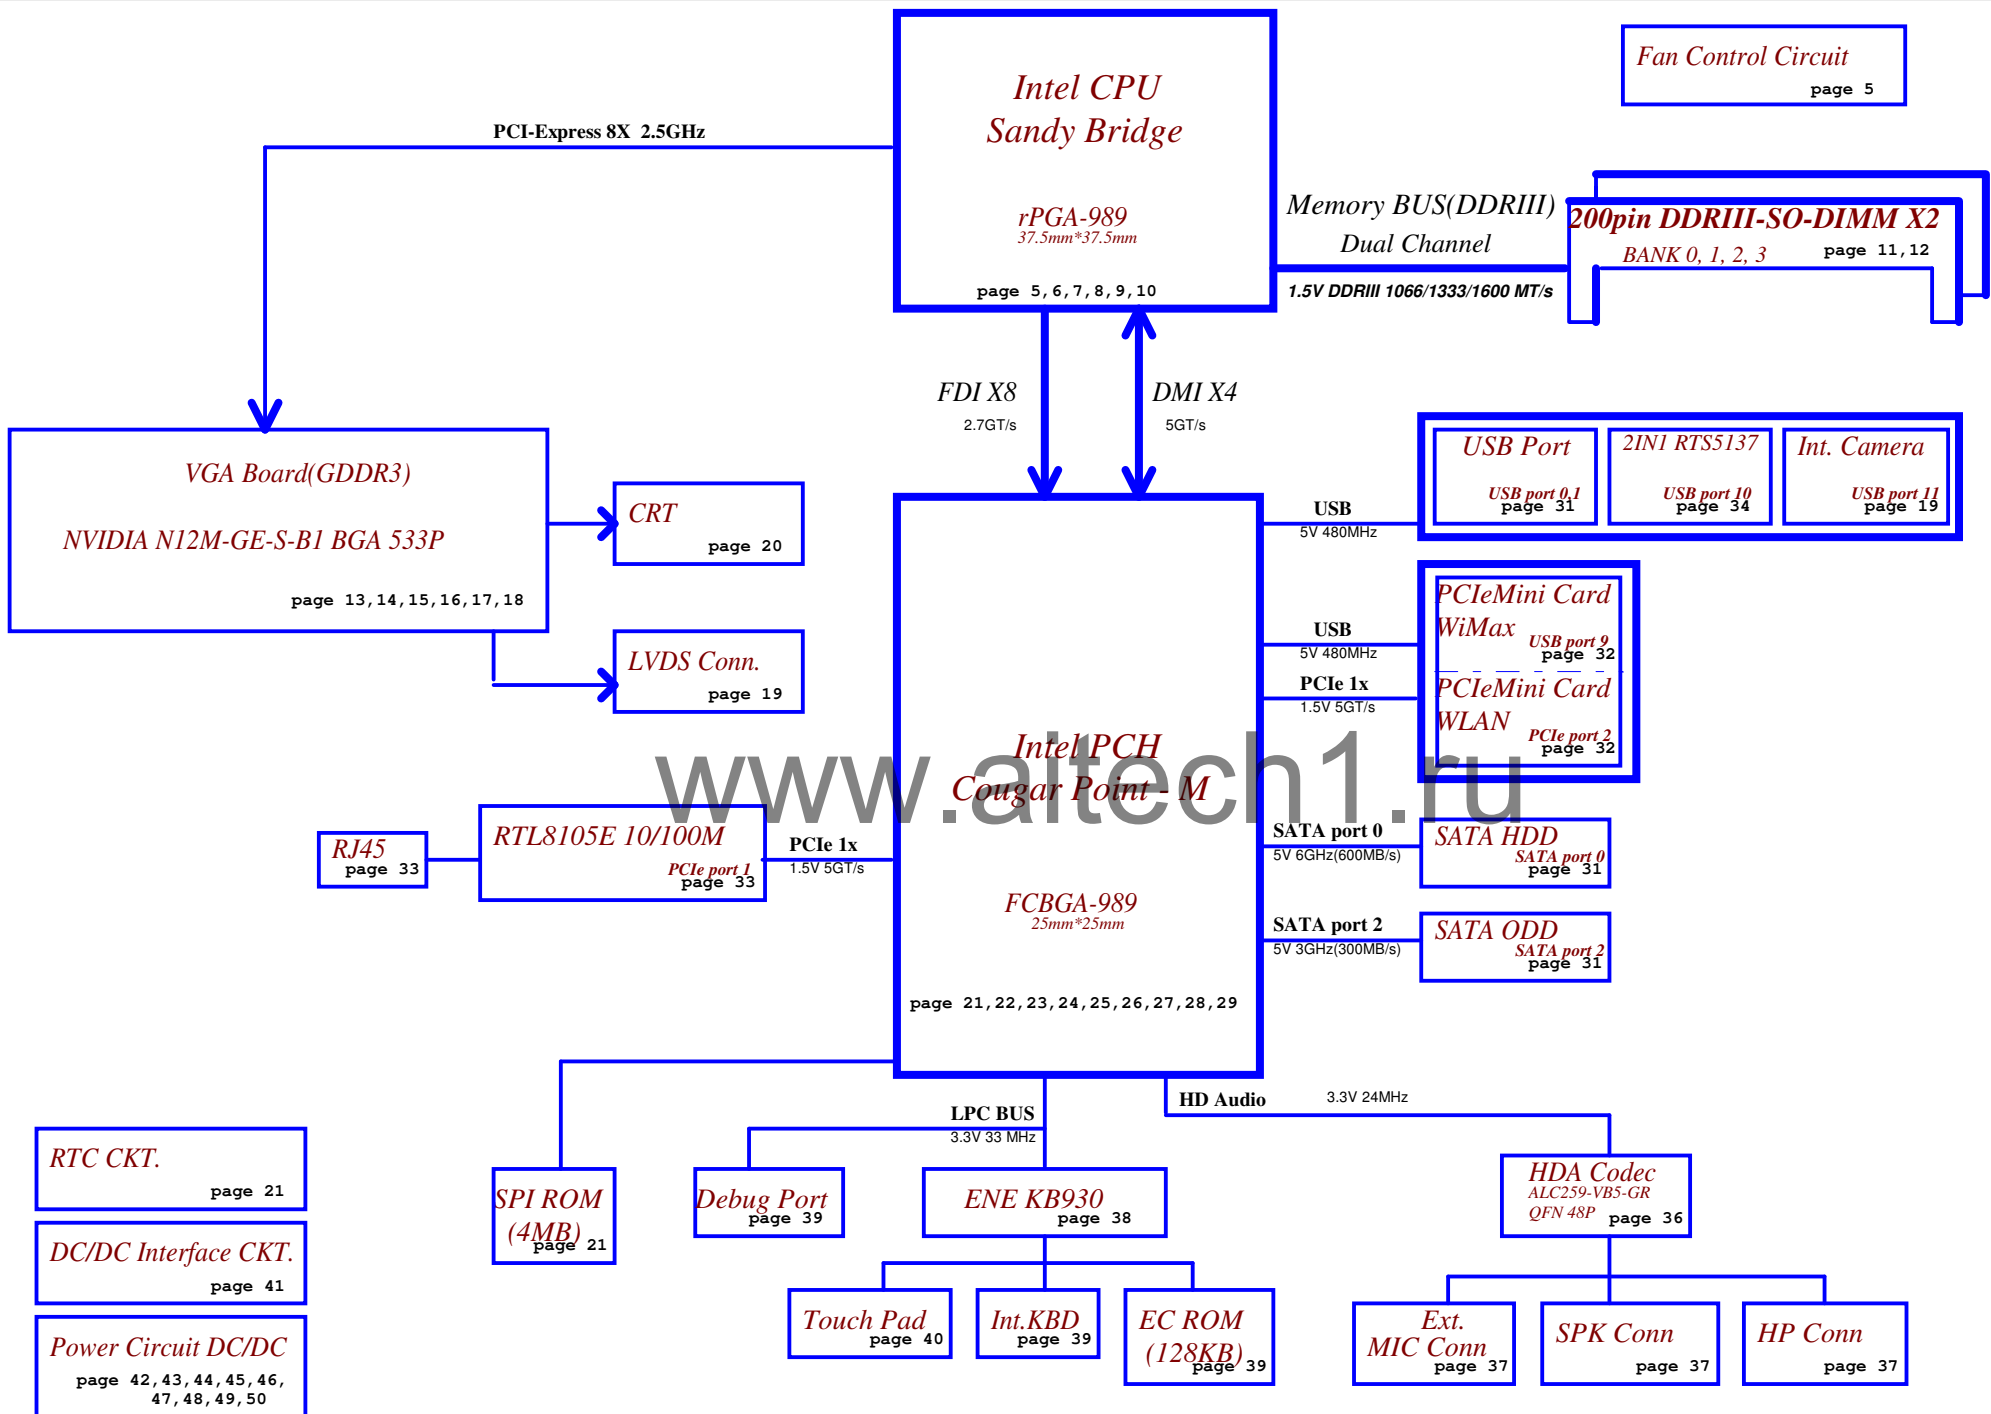 Intel CPU
Sandy Bridge
rPGA-989
37.5mm*37.5mm
page 5,6,7,8,9,10
Fan Control Circuit
page 5
PCI-Express 8X 2.5GHz
Memory BUS(DDRIII)
Dual Channel
1.5V DDRIII 1066/1333/1600 MT/s
200pin DDRIII-SO-DIMM X2
BANK 0, 1, 2, 3
page 11,12
FDI X8
2.7GT/s
DMI X4
5GT/s
VGA Board(GDDR3)
NVIDIA N12M-GE-S-B1 BGA 533P
page 13,14,15,16,17,18
CRT
page 20
LVDS Conn.
page 19
USB
5V 480MHz
USB Port
USB port 0,1
page 31
2IN1 RTS5137
USB port 10
page 34
Int. Camera
USB port 11
page 19
USB
5V 480MHz
PCIe 1x
1.5V 5GT/s
PCIeMini Card
WiMax
USB port 9
page 32
PCIeMini Card
WLAN
PCIe port 2
page 32
Intel PCH
Cougar Point - M
www.aitech1.ru
FCBGA-989
25mm*25mm
page 21,22,23,24,25,26,27,28,29
RJ45
page 33
RTL8105E 10/100M
PCIe port 1
page 33
PCIe 1x
1.5V 5GT/s
SATA port 0
5V 6GHz(600MB/s)
SATA HDD
SATA port 0
page 31
SATA port 2
5V 3GHz(300MB/s)
SATA ODD
SATA port 2
page 31
LPC BUS
3.3V 33 MHz
HD Audio
3.3V 24MHz
RTC CKT.
page 21
DC/DC Interface CKT.
page 41
Power Circuit DC/DC
page 42,43,44,45,46,
47,48,49,50
SPI ROM
(4MB)
page 21
Debug Port
page 39
ENE KB930
page 38
HDA Codec
ALC259-VB5-GR
QFN 48P
page 36
Touch Pad
page 40
Int.KBD
page 39
EC ROM
(128KB)
page 39
Ext.
MIC Conn
page 37
SPK Conn
page 37
HP Conn
page 37